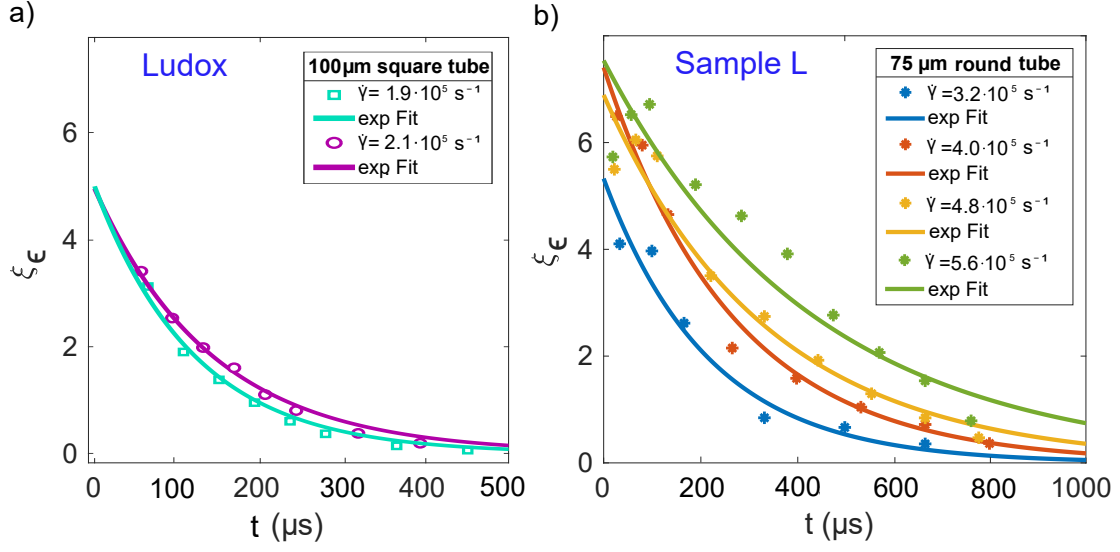 a)
Ludox
100μm square tube
γ̇= 1.9·10⁵ s⁻¹
exp Fit
γ̇= 2.1·10⁵ s⁻¹
exp Fit
6
4
2
0
ξϵ
0 100 200 300 400 500
t (μs)
b)
Sample L
75 μm round tube
γ̇=3.2·10⁵ s⁻¹
exp Fit
γ̇=4.0·10⁵ s⁻¹
exp Fit
γ̇=4.8·10⁵ s⁻¹
exp Fit
γ̇=5.6·10⁵ s⁻¹
exp Fit
6
4
2
0
ξϵ
0 200 400 600 800 1000
t (μs)